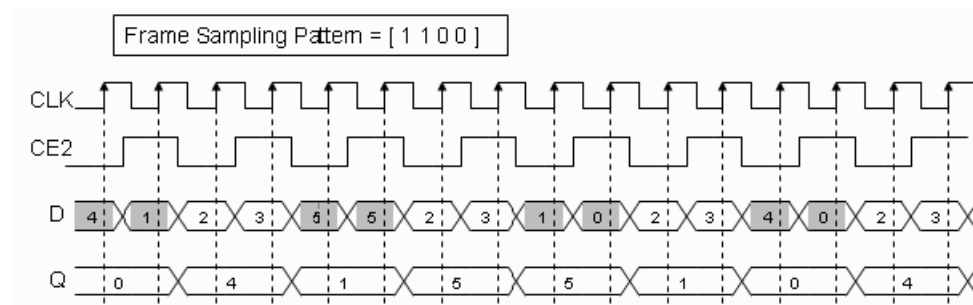 Frame Sampling Pattern = [ 1 1 0 0 ]
CLK
CE2
D 4 1 2 3 5 5 2 3 1 0 2 3 4 0 2 3
Q 0 4 1 5 5 1 0 4